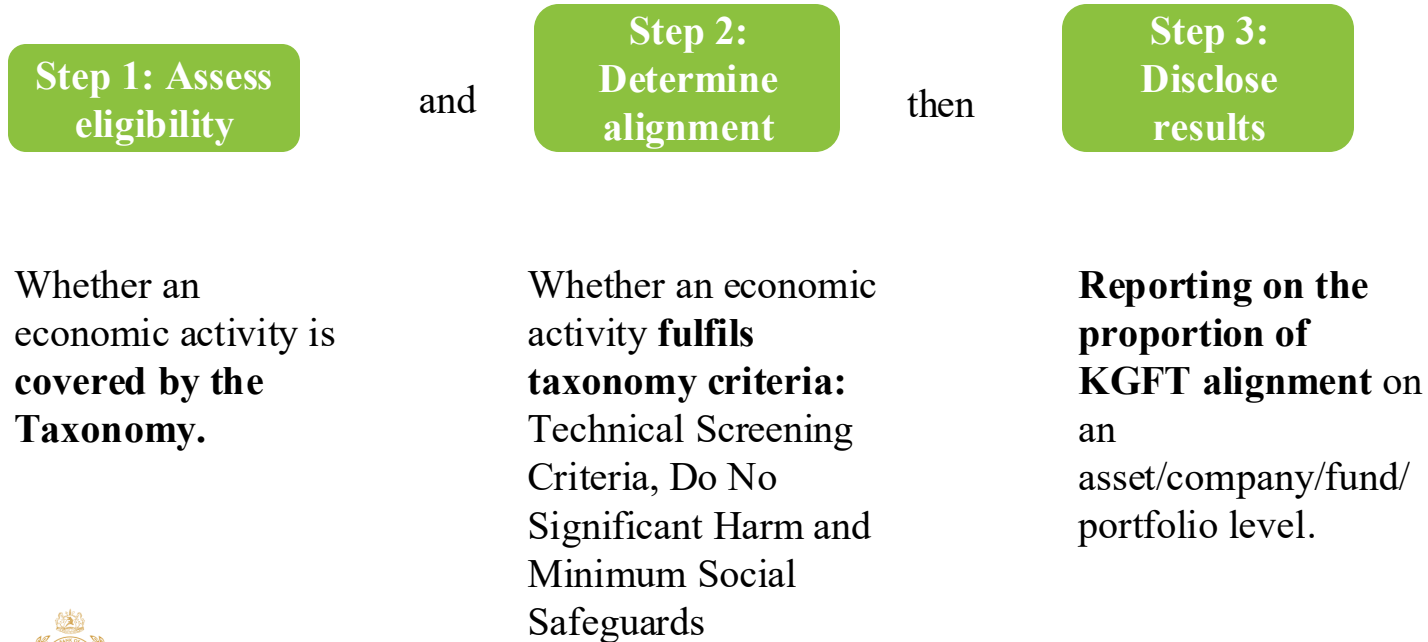 Step 1: Assess
eligibility
and
Step 2:
Determine
alignment
then
Step 3:
Disclose
results
Whether an
economic activity is
covered by the
Taxonomy.
Whether an economic
activity fulfils
taxonomy criteria:
Technical Screening
Criteria, Do No
Significant Harm and
Minimum Social
Safeguards
Reporting on the
proportion of
KGFT alignment on
an
asset/company/fund/
portfolio level.